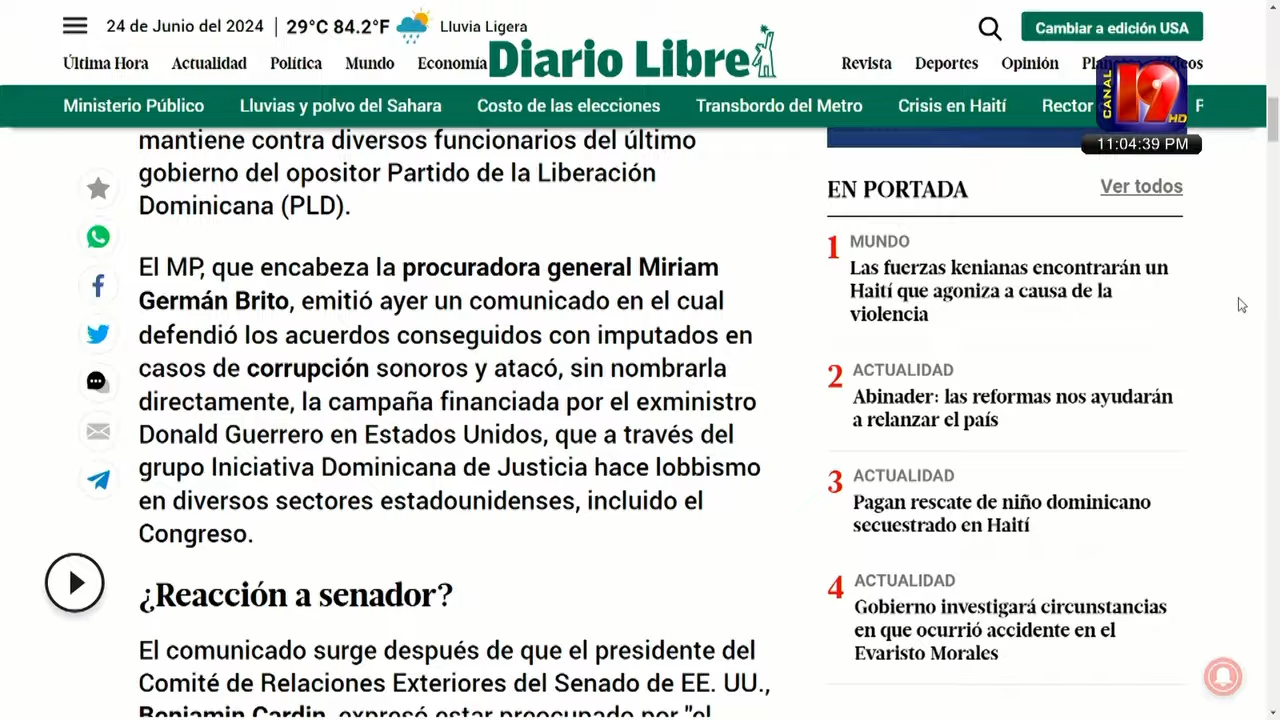 24 de Junio del 2024 | 29°C 84.2°F Lluvia Ligera
Cambiar a edición USA
Última Hora Actualidad Política Mundo Economía
Diario Libre
Revista Deportes Opinión
Ministerio Público Lluvias y polvo del Sahara Costo de las elecciones Transbordo del Metro Crisis en Haití Rector
CANAL 19 HD
11:04:39 PM
mantiene contra diversos funcionarios del último
gobierno del opositor Partido de la Liberación
Dominicana (PLD).
El MP, que encabeza la procuradora general Miriam
Germán Brito, emitió ayer un comunicado en el cual
defendió los acuerdos conseguidos con imputados en
casos de corrupción sonoros y atacó, sin nombrarla
directamente, la campaña financiada por el exministro
Donald Guerrero en Estados Unidos, que a través del
grupo Iniciativa Dominicana de Justicia hace lobbismo
en diversos sectores estadounidenses, incluido el
Congreso.
¿Reacción a senador?
El comunicado surge después de que el presidente del
Comité de Relaciones Exteriores del Senado de EE. UU.,
Benjamin Cardin, expresó estar preocupado por "el
EN PORTADA
Ver todos
1 MUNDO
Las fuerzas kenianas encontrarán un
Haití que agoniza a causa de la
violencia
2 ACTUALIDAD
Abinader: las reformas nos ayudarán
a relanzar el país
3 ACTUALIDAD
Pagan rescate de niño dominicano
secuestrado en Haití
4 ACTUALIDAD
Gobierno investigará circunstancias
en que ocurrió accidente en el
Evaristo Morales